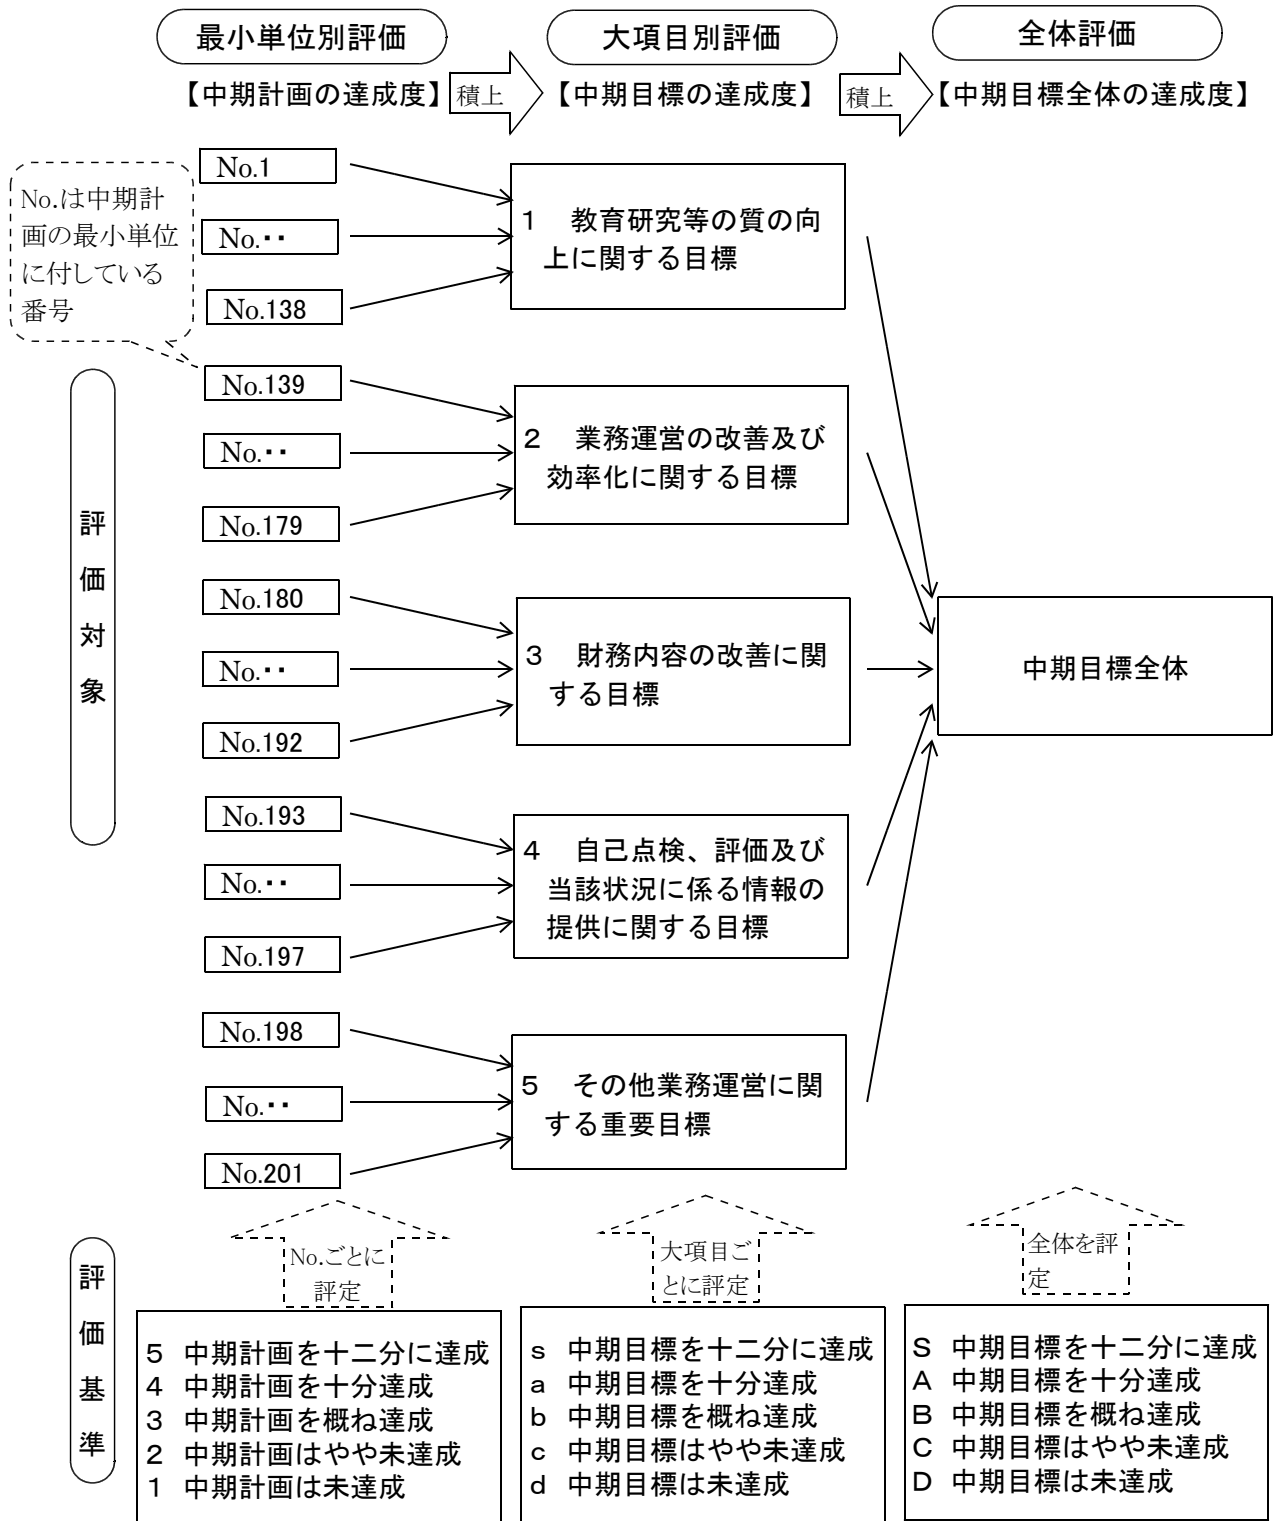 最小単位別評価
大項目別評価
全体評価
【中期計画の達成度】
積上
【中期目標の達成度】
積上
【中期目標全体の達成度】
No.は中期計
画の最小単位
に付している
番号
No.1
No.・・
No.138
1 教育研究等の質の向
上に関する目標
No.139
No.・・
No.179
2 業務運営の改善及び
効率化に関する目標
評価対象
No.180
No.・・
No.192
3 財務内容の改善に関
する目標
中期目標全体
No.193
No.・・
No.197
4 自己点検、評価及び
当該状況に係る情報の
提供に関する目標
No.198
No.・・
No.201
5 その他業務運営に関
する重要目標
No.ごとに
評定
大項目ご
とに評定
全体を評
定
評価基準
5 中期計画を十二分に達成
4 中期計画を十分達成
3 中期計画を概ね達成
2 中期計画はやや未達成
1 中期計画は未達成
s 中期目標を十二分に達成
a 中期目標を十分達成
b 中期目標を概ね達成
c 中期目標はやや未達成
d 中期目標は未達成
S 中期目標を十二分に達成
A 中期目標を十分達成
B 中期目標を概ね達成
C 中期目標はやや未達成
D 中期目標は未達成